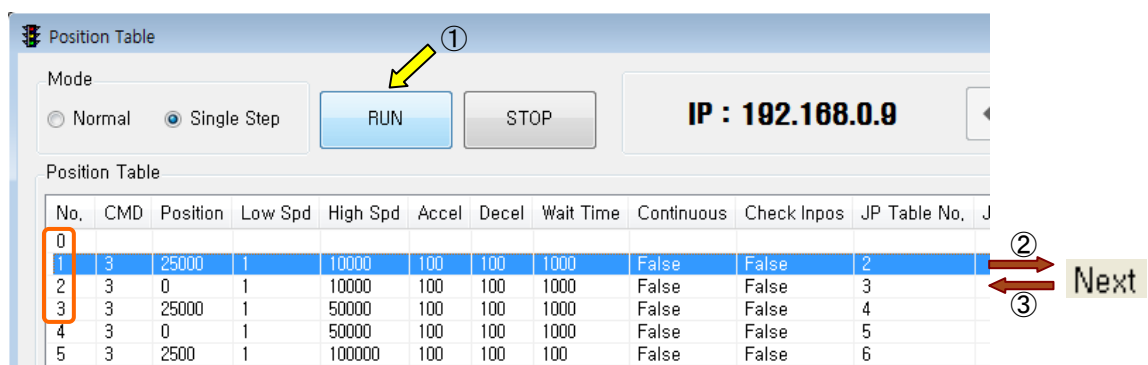 Position Table
①
Mode
Normal Single Step RUN STOP IP : 192.168.0.9
Position Table
No, CMD Position Low Spd High Spd Accel Decel Wait Time Continuous Check Inpos JP Table No, J
0
1 3 25000 1 10000 100 100 1000 False False 2
②
2 3 0 1 10000 100 100 1000 False False 3
Next
3 3 25000 1 50000 100 100 1000 False False 4
③
4 3 0 1 50000 100 100 1000 False False 5
5 3 2500 1 100000 100 100 100 False False 6